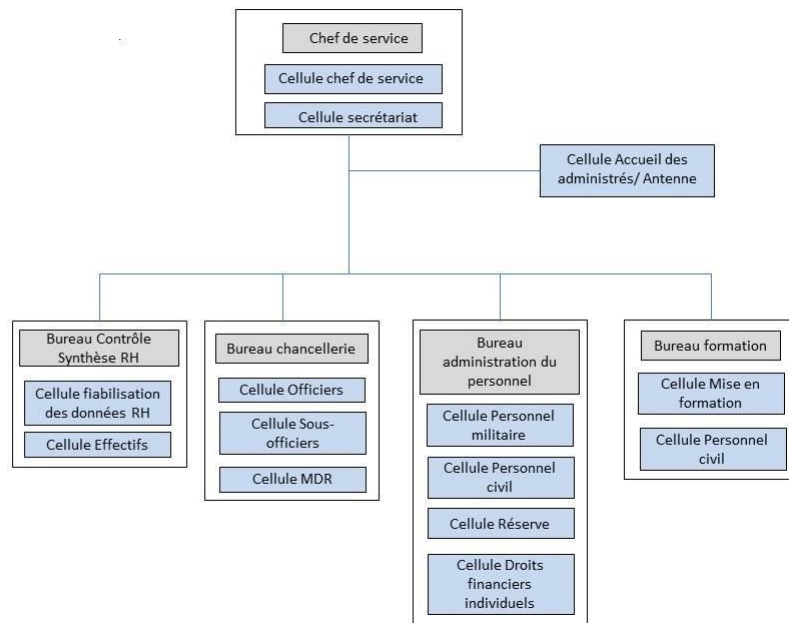 Chef de service
Cellule chef de service
Cellule secrétariat
Cellule Accueil des
administrés/ Antenne
Bureau Contrôle
Synthèse RH
Cellule fiabilisation
des données RH
Cellule Effectifs
Bureau chancellerie
Cellule Officiers
Cellule Sous-
officiers
Cellule MDR
Bureau
administration du
personnel
Cellule Personnel
militaire
Cellule Personnel
civil
Cellule Réserve
Cellule Droits
financiers
individuels
Bureau formation
Cellule Mise en
formation
Cellule Personnel
civil